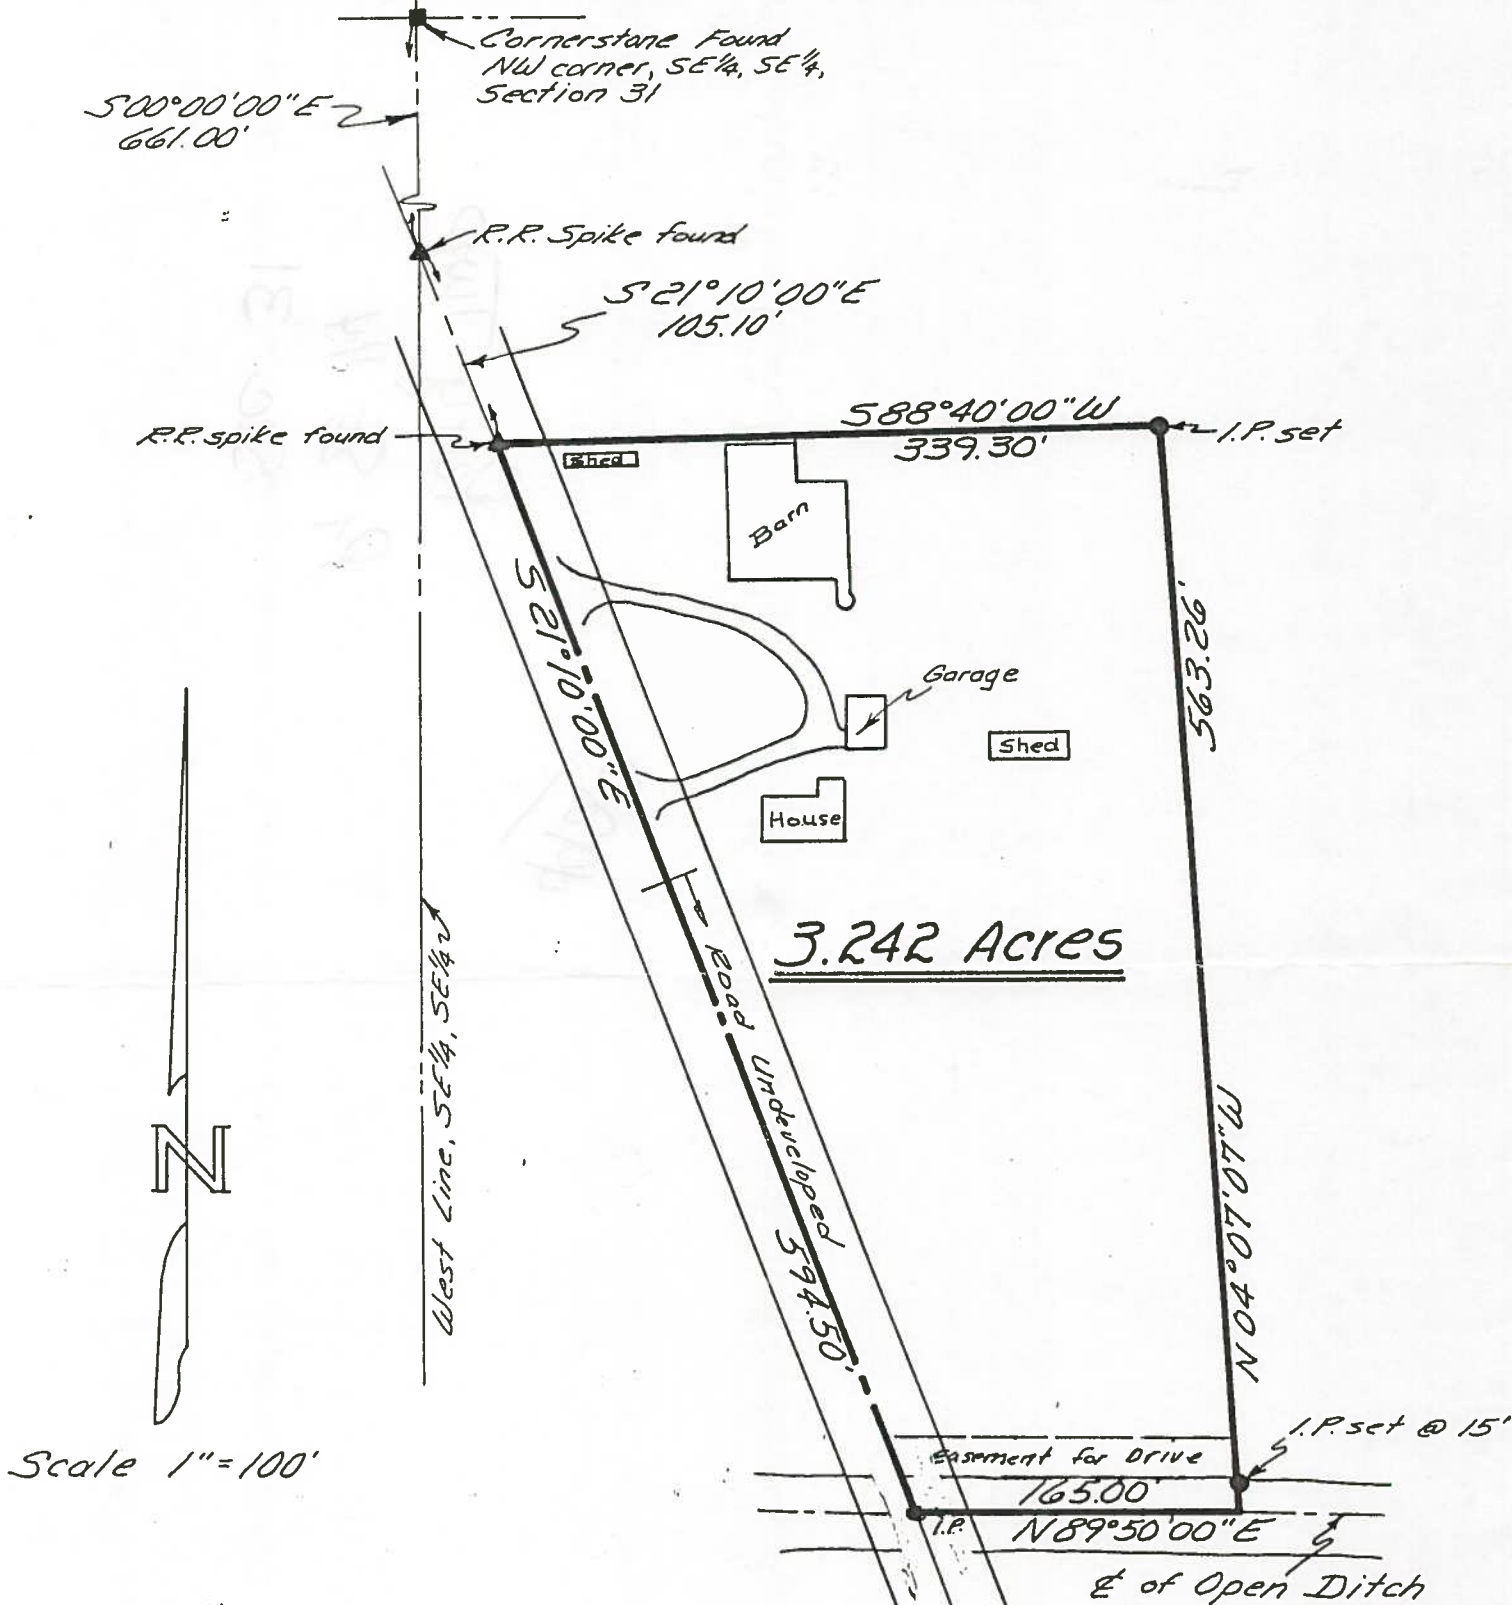 Cornerstone Found
NW corner, SE¼, SE¼,
Section 31
S00°00'00"E
661.00'
R.R. Spike found
S21°10'00"E
105.10'
R.R. spike found
S88°40'00"W
339.30'
I.P. set
Shed
Barn
S21°10'00"E
563.26'
Garage
Shed
House
3.242 Acres
Road Undeveloped
West Line, SE¼, SE¼
N
594.50'
N04°07'07"W
Scale 1"=100'
I.P. set @ 15'
Easement for Drive
165.00'
I.P.
N89°50'00"E
℄ of Open Ditch